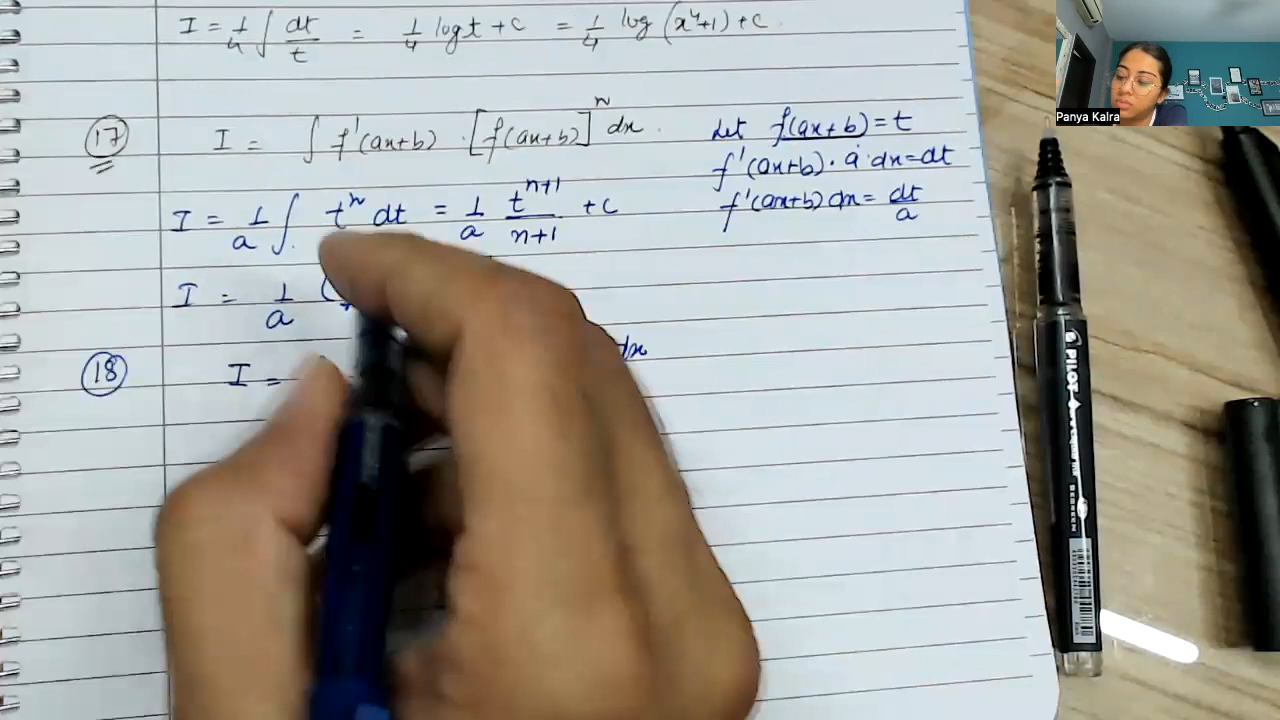 I = 1/4 ∫ dt/t = 1/4 log t + c = 1/4 log (x⁴+1) + c.
17 I = ∫ f'(ax+b) · [f(ax+b)]ⁿ dx.
Let f(ax+b) = t
f'(ax+b) · a · dx = dt
f'(ax+b) dx = dt/a
I = 1/a ∫ tⁿ dt = 1/a tⁿ⁺¹/n+1 + c
I = 1/a (
18 I = dx
Panya Kalra
PILOT